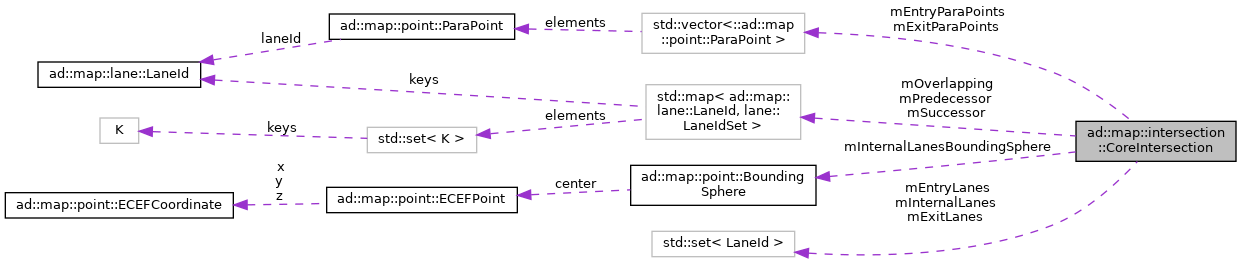 mEntryParaPoints
mExitParaPoints
ad::map::point::ParaPoint
elements
std::vector<::ad::map
::point::ParaPoint >
laneId
ad::map::lane::LaneId
keys
std::map< ad::map::
lane::LaneId, lane::
LaneIdSet >
mOverlapping
mPredecessor
mSuccessor
K
keys
std::set< K >
elements
ad::map::intersection
::CoreIntersection
mInternalLanesBoundingSphere
ad::map::point::Bounding
Sphere
center
ad::map::point::ECEFPoint
x
y
z
ad::map::point::ECEFCoordinate
mEntryLanes
mInternalLanes
mExitLanes
std::set< LaneId >